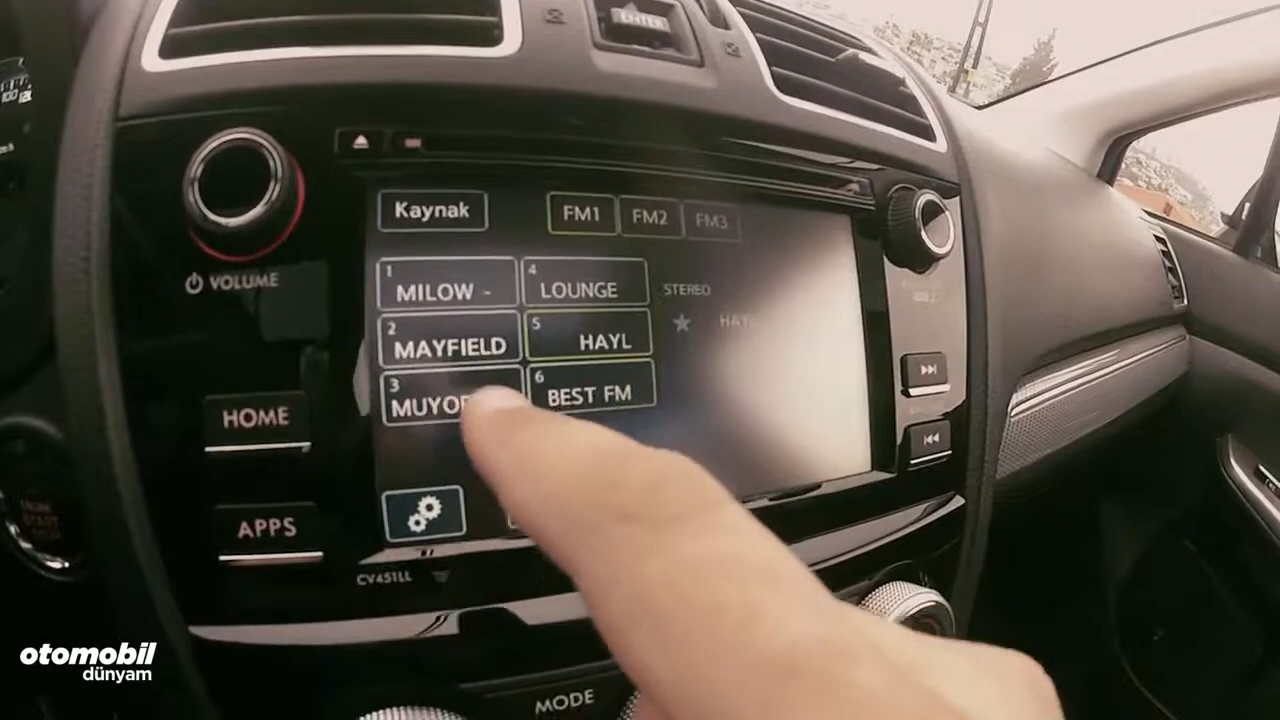 ENTER
Kaynak
FM1
FM2
FM3
VOLUME
1
MILOW -
4
LOUNGE
STEREO
2
MAYFIELD
5
HAYL
3
6
BEST FM
HOME
APPS
CV451LL
MODE
otomobil
dünyam